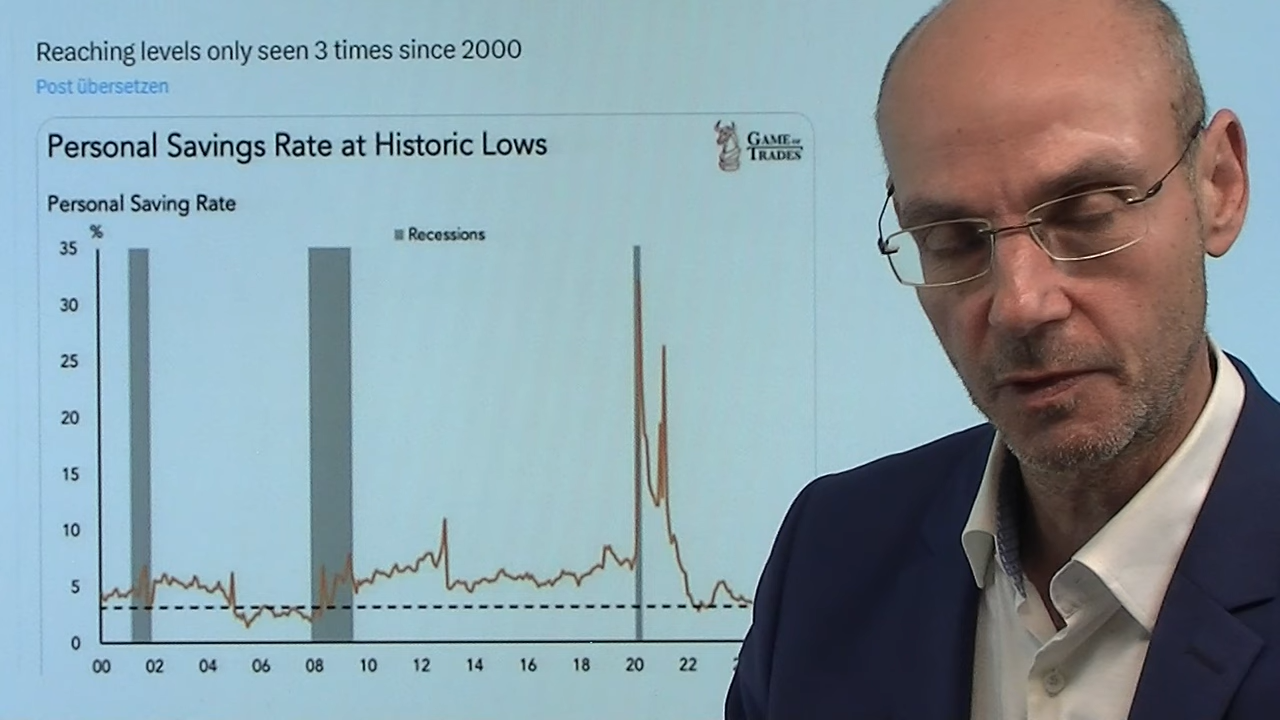 Reaching levels only seen 3 times since 2000
Post übersetzen
Personal Savings Rate at Historic Lows
GAME OF
TRADES
Personal Saving Rate
%
Recessions
35
30
25
20
15
10
5
0
00 02 04 06 08 10 12 14 16 18 20 22